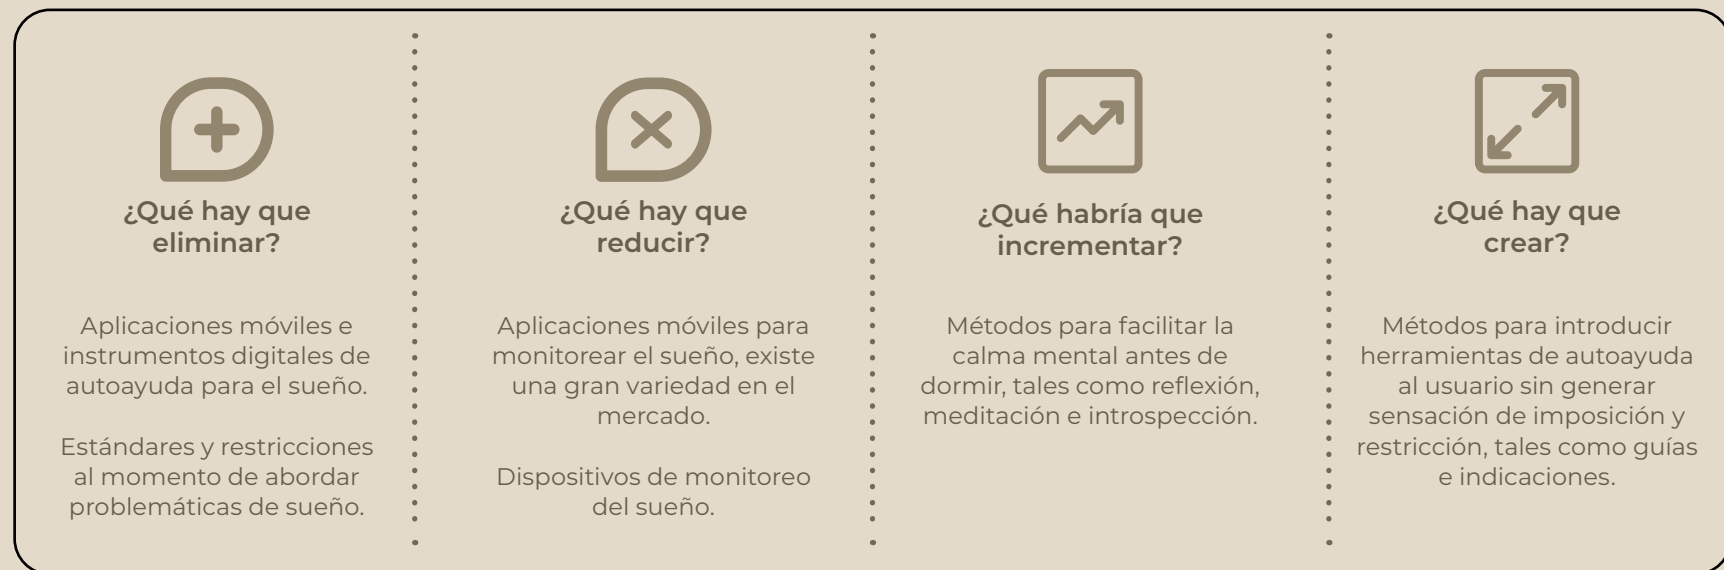 ¿Qué hay que
eliminar?
Aplicaciones móviles e
instrumentos digitales de
autoayuda para el sueño.
Estándares y restricciones
al momento de abordar
problemáticas de sueño.
¿Qué hay que
reducir?
Aplicaciones móviles para
monitorear el sueño, existe
una gran variedad en el
mercado.
Dispositivos de monitoreo
del sueño.
¿Qué habría que
incrementar?
Métodos para facilitar la
calma mental antes de
dormir, tales como reflexión,
meditación e introspección.
¿Qué hay que
crear?
Métodos para introducir
herramientas de autoayuda
al usuario sin generar
sensación de imposición y
restricción, tales como guías
e indicaciones.